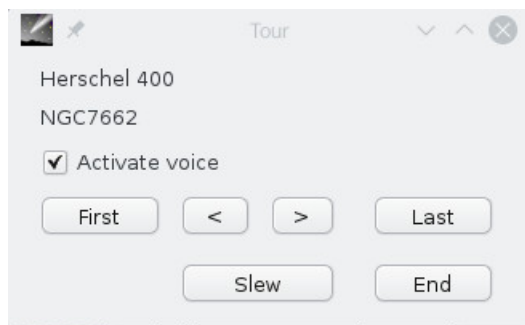 Tour
Herschel 400
NGC7662
Activate voice
First < > Last
Slew End